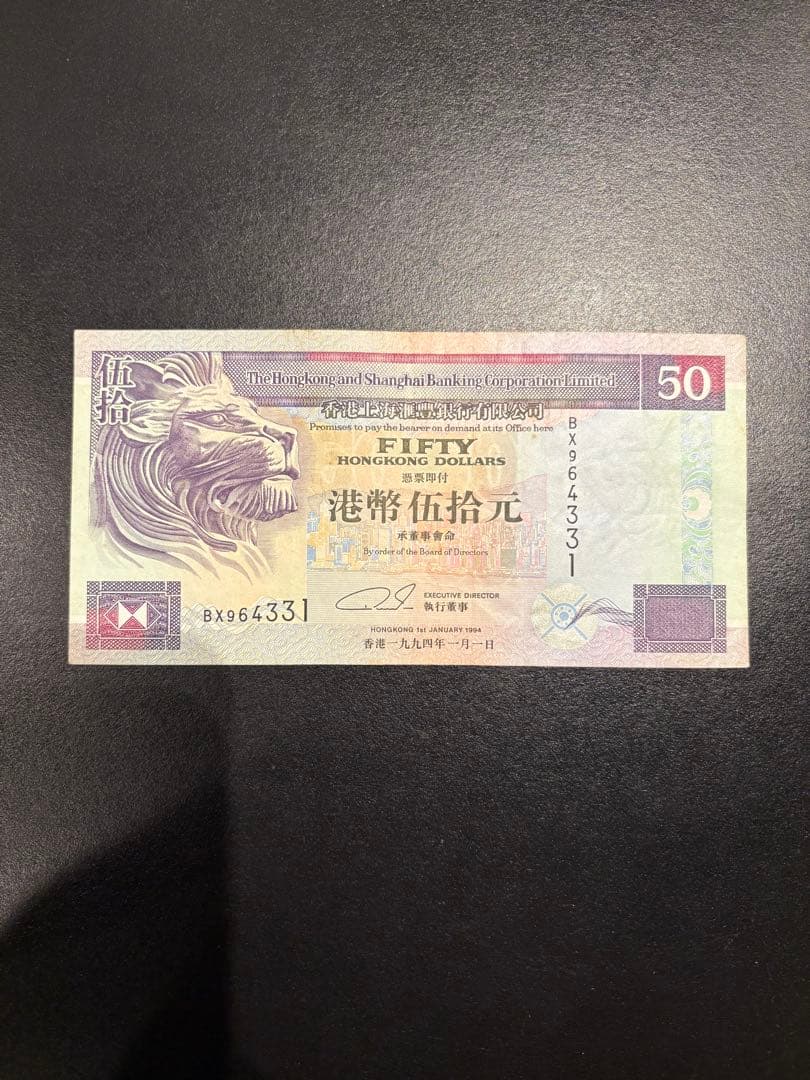 伍拾
The Hongkong and Shanghai Banking Corporation Limited
50
香港上海滙豐銀行有限公司
Promises to pay the bearer on demand at its Office here
FIFTY
HONGKONG DOLLARS
憑票即付
港幣伍拾元
承董事會命
By order of the Board of Directors
BX964331
EXECUTIVE DIRECTOR
執行董事
BX964331
HONGKONG 1st JANUARY 1994
香港一九九四年一月一日